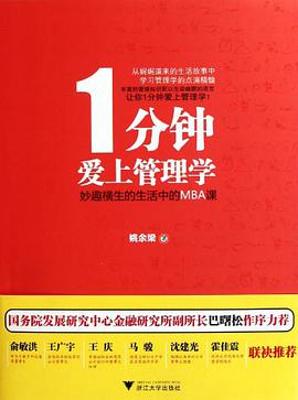 从娓娓道来的生活故事中
学习管理学的点滴精髓
让你1分钟爱上管理学!
1分钟
爱上管理学
妙趣横生的生活中的MBA课
姚余梁 著
国务院发展研究中心金融研究所副所长巴曙松作序力荐
俞敏洪 王广宇 王庆 马骏 沈建光 霍佳震
联袂推荐
浙江大学出版社